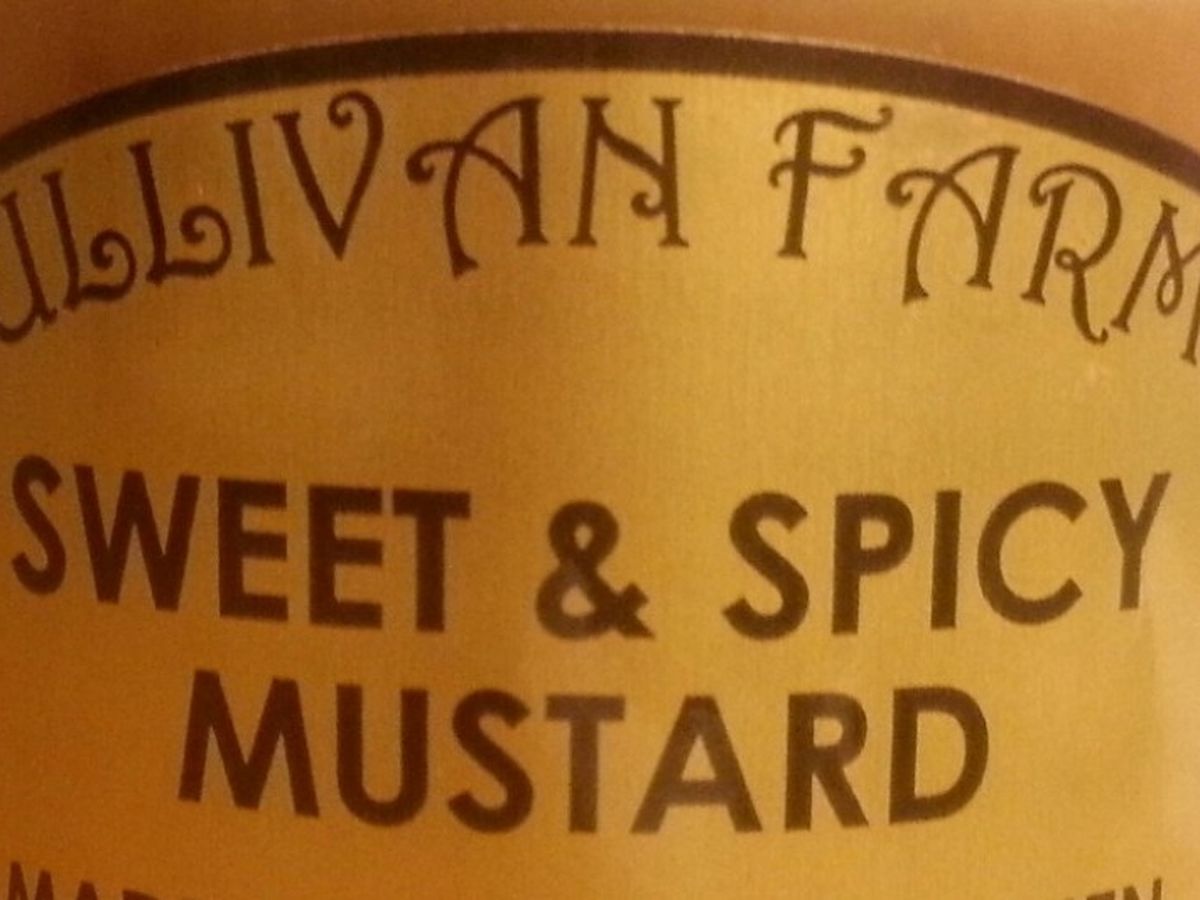 ULLIVAN FARM
SWEET & SPICY
MUSTARD